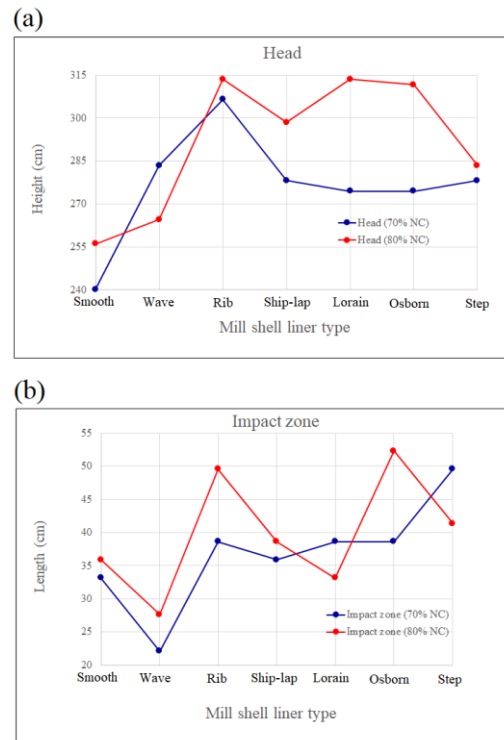 (a)
Head
315
300
285
270
255
240
Height (cm)
Head (70% NC)
Head (80% NC)
Smooth Wave Rib Ship-lap Lorain Osborn Step
Mill shell liner type
(b)
Impact zone
55
50
45
40
35
30
25
20
Length (cm)
Impact zone (70% NC)
Impact zone (80% NC)
Smooth Wave Rib Ship-lap Lorain Osborn Step
Mill shell liner type